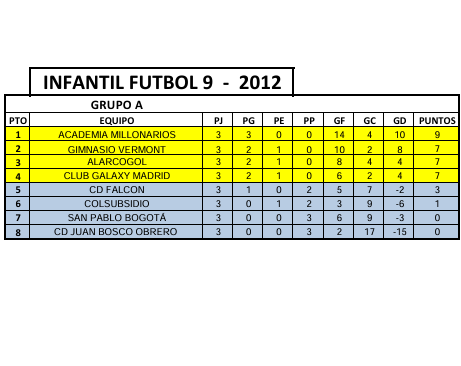 INFANTIL FUTBOL 9 - 2012
GRUPO A
PTO EQUIPO PJ PG PE PP GF GC GD PUNTOS
1 ACADEMIA MILLONARIOS 3 3 0 0 14 4 10 9
2 GIMNASIO VERMONT 3 2 1 0 10 2 8 7
3 ALARCOGOL 3 2 1 0 8 4 4 7
4 CLUB GALAXY MADRID 3 2 1 0 6 2 4 7
5 CD FALCON 3 1 0 2 5 7 -2 3
6 COLSUBSIDIO 3 0 1 2 3 9 -6 1
7 SAN PABLO BOGOTÁ 3 0 0 3 6 9 -3 0
8 CD JUAN BOSCO OBRERO 3 0 0 3 2 17 -15 0